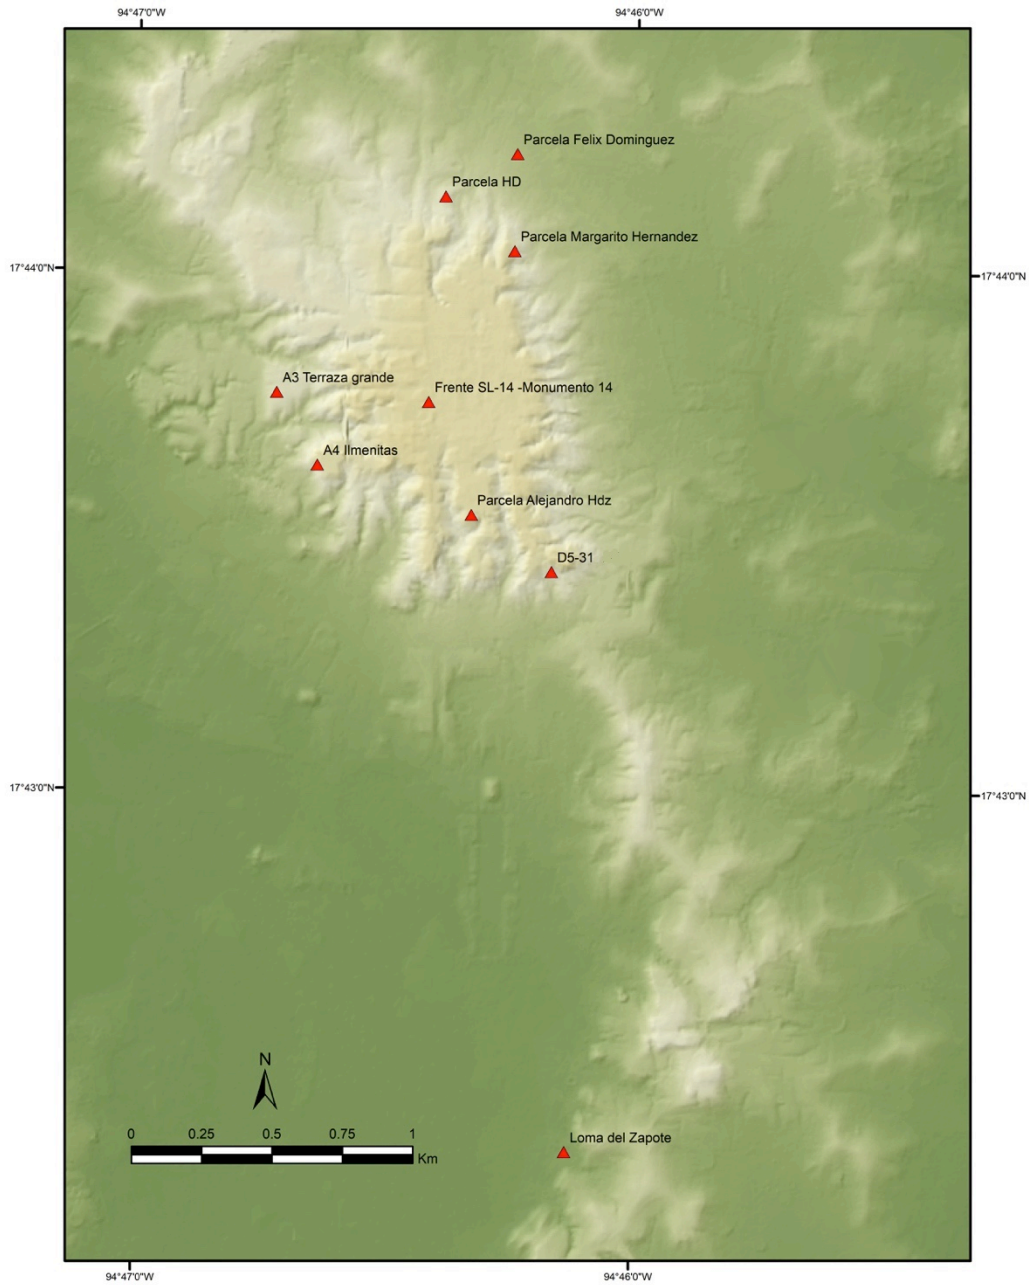 94°47'0"W
94°46'0"W
Parcela Felix Dominguez
Parcela HD
Parcela Margarito Hernandez
17°44'0"N
17°44'0"N
A3 Terraza grande
Frente SL-14 -Monumento 14
A4 Ilmenitas
Parcela Alejandro Hdz
D5-31
17°43'0"N
17°43'0"N
N
0 0.25 0.5 0.75 1
Km
Loma del Zapote
94°47'0"W
94°46'0"W